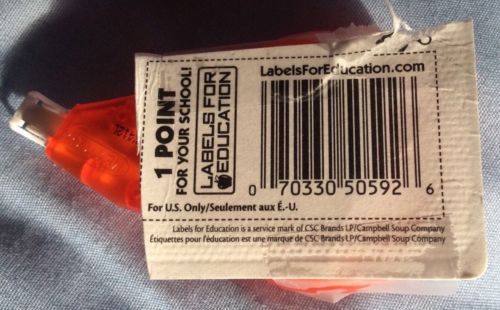 LabelsForEducation.com
1 POINT
FOR YOUR SCHOOL!
LABELS FOR
EDUCATION
0 70330 50592 6
For U.S. Only/Seulement aux É.-U.
Labels for Education is a service mark of CSC Brands LP/Campbell Soup Company
Étiquettes pour l'éducation est une marque de CSC Brands LP/Campbell Soup Company